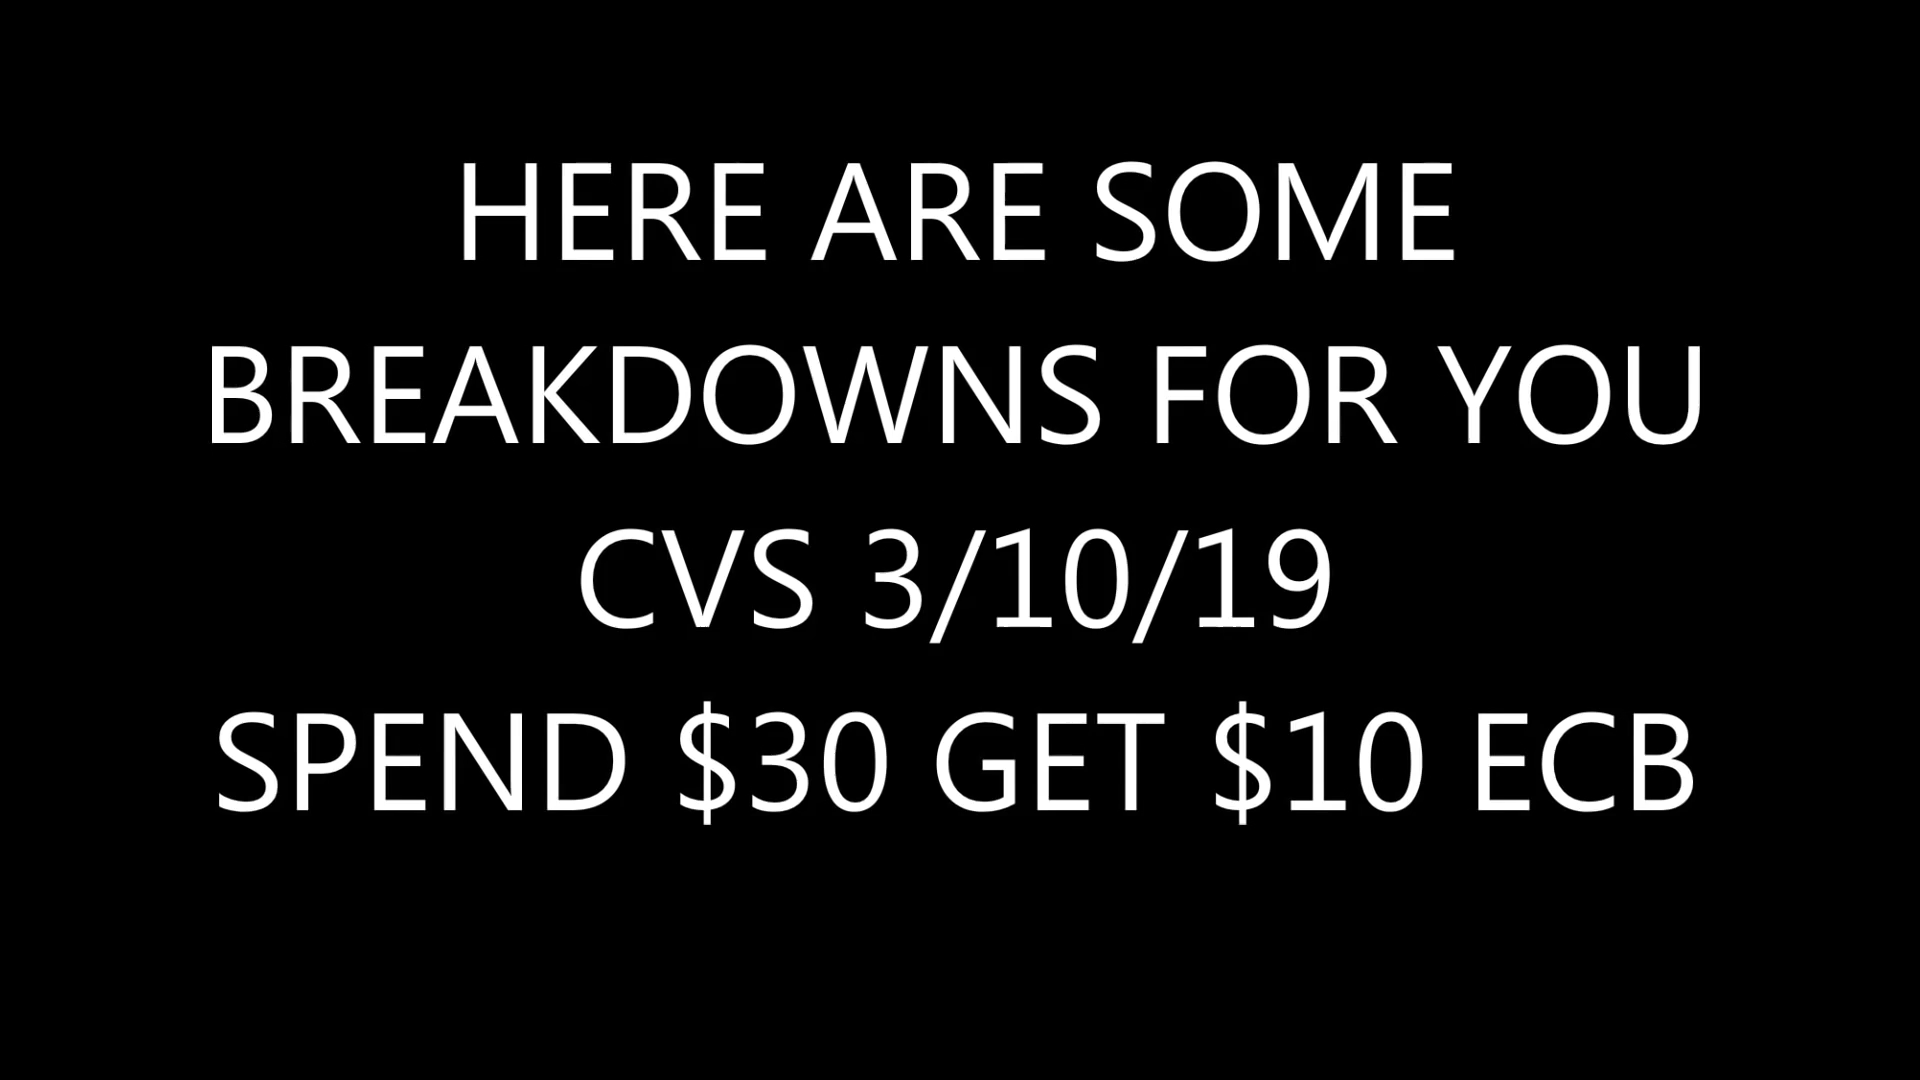 HERE ARE SOME
BREAKDOWNS FOR YOU
CVS 3/10/19
SPEND $30 GET $10 ECB